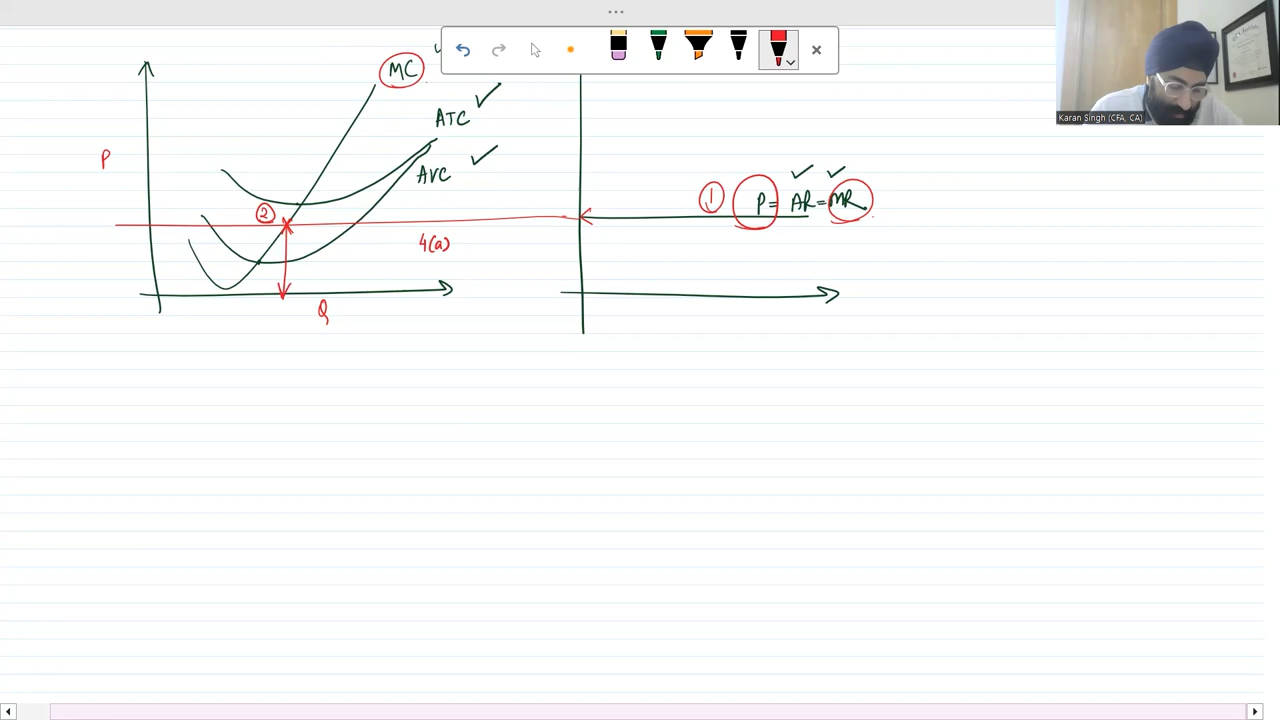 MC
ATC
AVC
P
① P = AR = MR
②
4(a)
Q
Karan Singh (CFA, CA)